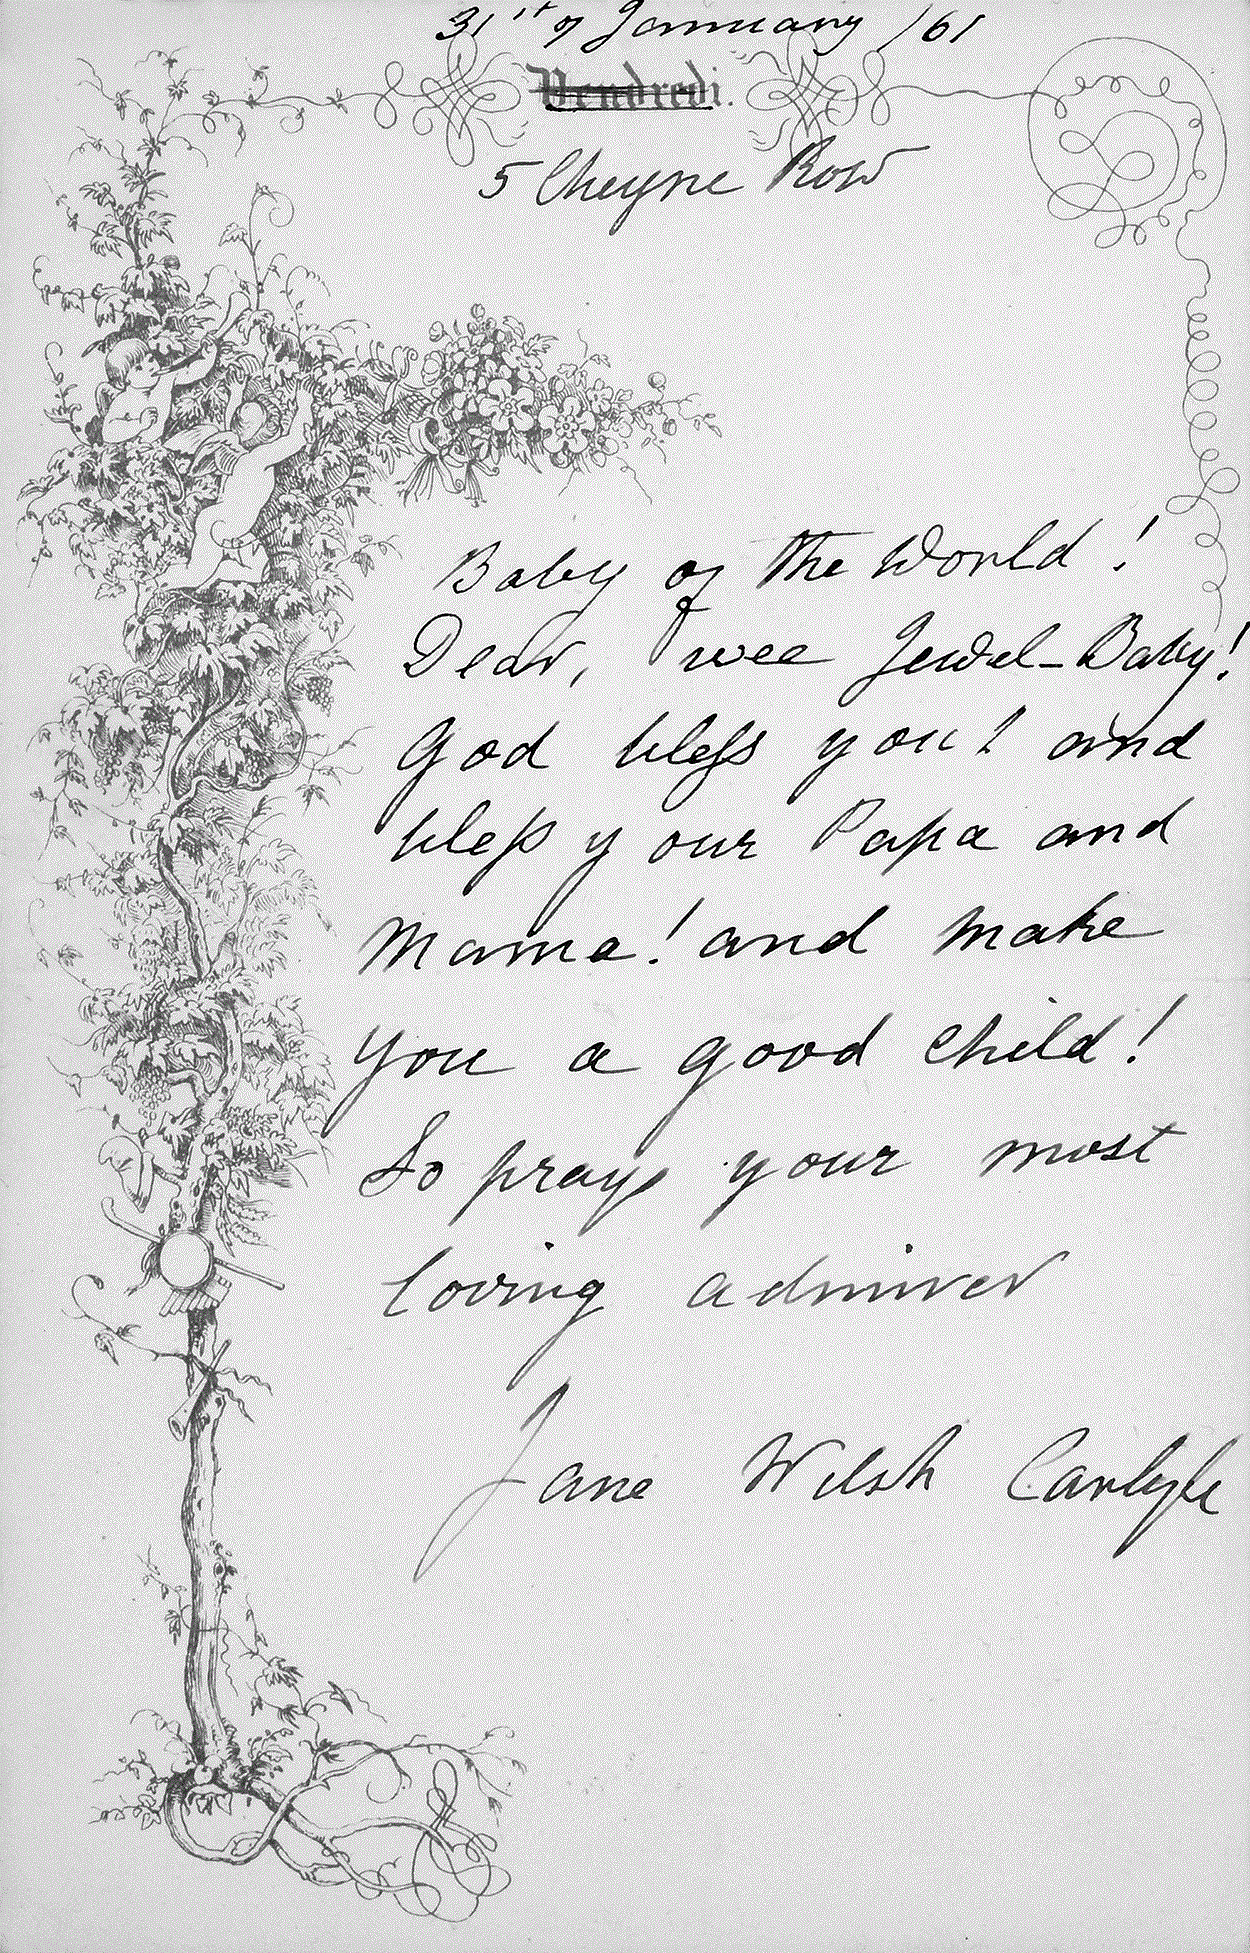 31st of January /61
Vendredi.
5 Cheyne Row
Baby of the World!
Dear, wee Jewel-Baby!
God bless you! and
bless your Papa and
Mama! and make
you a good child!
So prays your most
loving admirer
Jane Welsh Carlyle